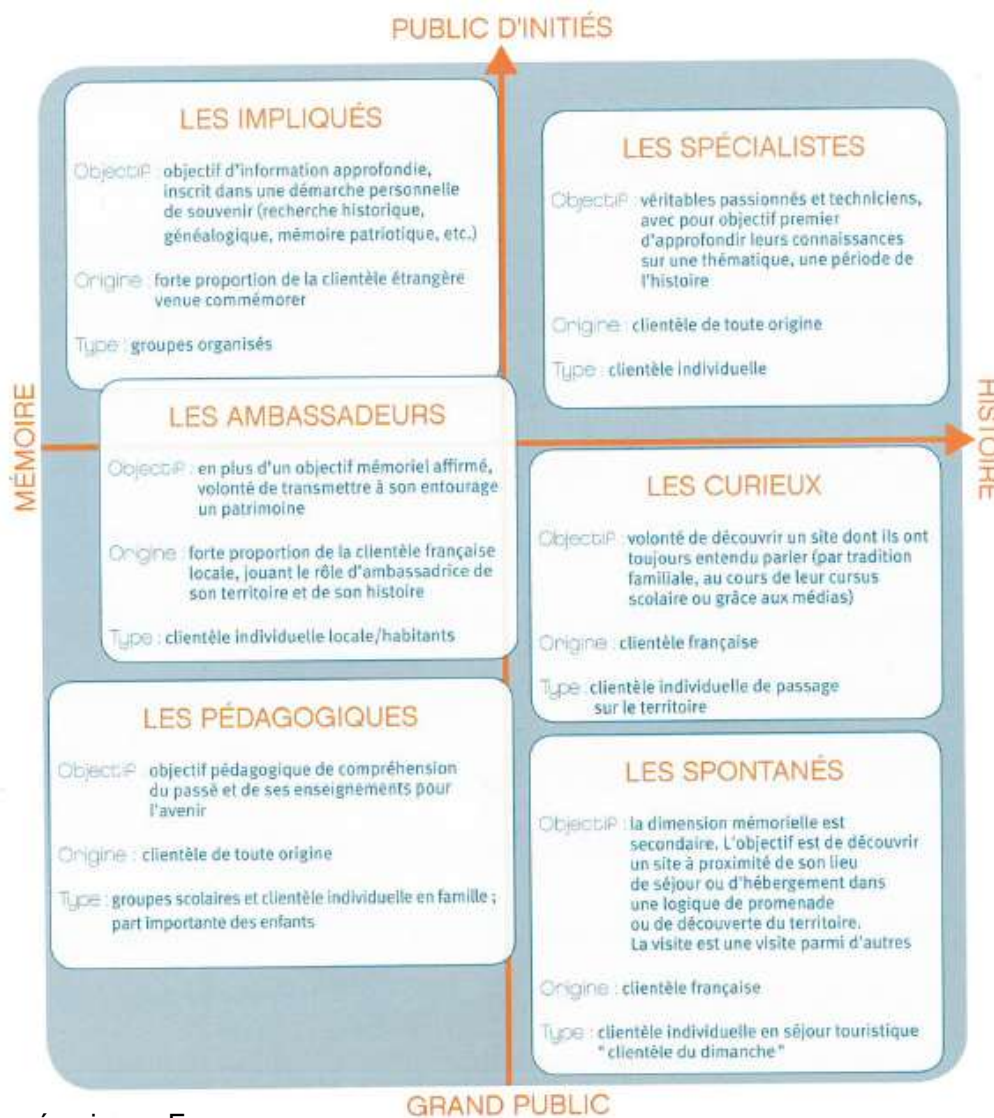 PUBLIC D'INITIÉS
LES IMPLIQUÉS
Objectif : objectif d'information approfondie,
inscrit dans une démarche personnelle
de souvenir (recherche historique,
généalogique, mémoire patriotique, etc.)
Origine : forte proportion de la clientèle étrangère
venue commémorer
Type : groupes organisés
LES SPÉCIALISTES
Objectif : véritables passionnés et techniciens,
avec pour objectif premier
d'approfondir leurs connaissances
sur une thématique, une période de
l'histoire
Origine : clientèle de toute origine
Type : clientèle individuelle
MÉMOIRE
HISTOIRE
LES AMBASSADEURS
Objectif : en plus d'un objectif mémoriel affirmé,
volonté de transmettre à son entourage
un patrimoine
Origine : forte proportion de la clientèle française
locale, jouant le rôle d'ambassadrice de
son territoire et de son histoire
Type : clientèle individuelle locale/habitants
LES CURIEUX
Objectif : volonté de découvrir un site dont ils ont
toujours entendu parler (par tradition
familiale, au cours de leur cursus
scolaire ou grâce aux médias)
Origine : clientèle française
Type : clientèle individuelle de passage
sur le territoire
LES PÉDAGOGIQUES
Objectif : objectif pédagogique de compréhension
du passé et de ses enseignements pour
l'avenir
Origine : clientèle de toute origine
Type : groupes scolaires et clientèle individuelle en famille ;
part importante des enfants
LES SPONTANÉS
Objectif : la dimension mémorielle est
secondaire. L'objectif est de découvrir
un site à proximité de son lieu
de séjour ou d'hébergement dans
une logique de promenade
ou de découverte du territoire.
La visite est une visite parmi d'autres
Origine : clientèle française
Type : clientèle individuelle en séjour touristique
"clientèle du dimanche"
GRAND PUBLIC